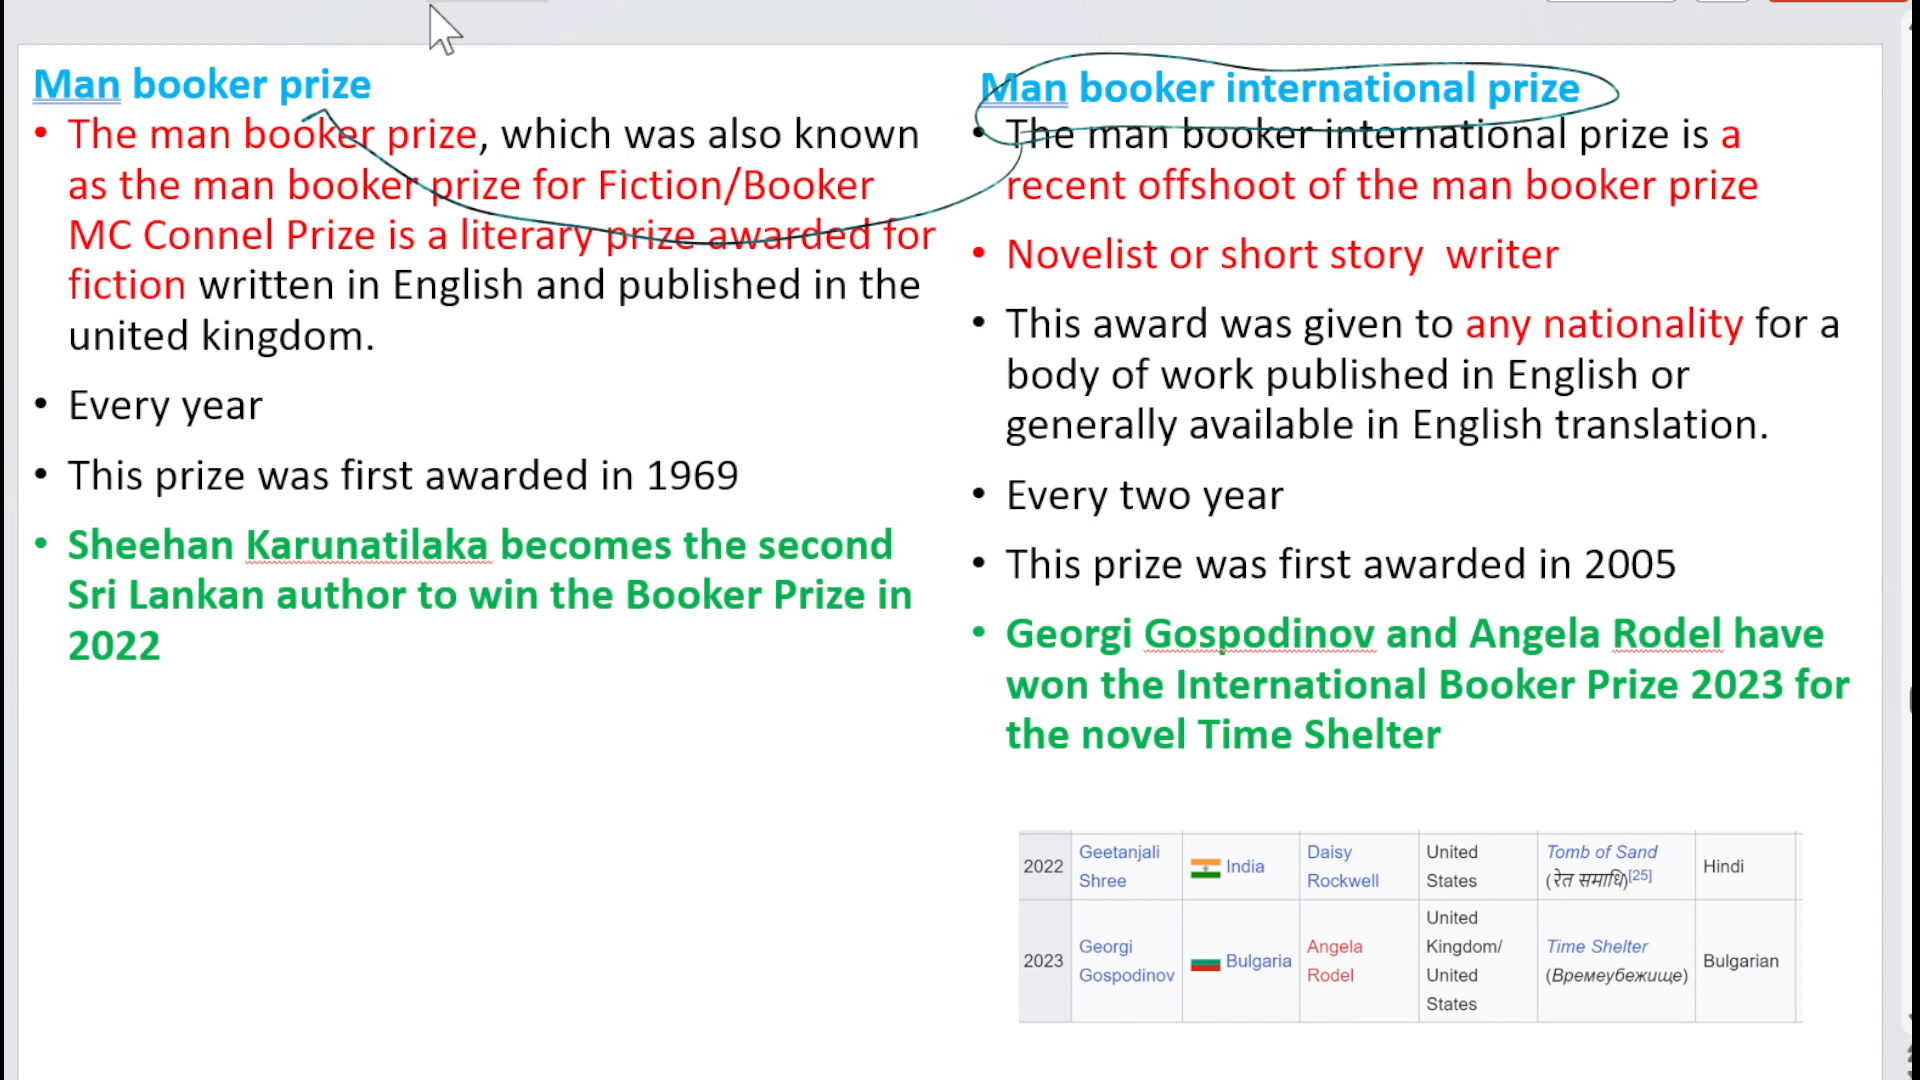 Man booker prize
• The man booker prize, which was also known
as the man booker prize for Fiction/Booker
MC Connel Prize is a literary prize awarded for
fiction written in English and published in the
united kingdom.
• Every year
• This prize was first awarded in 1969
• Sheehan Karunatilaka becomes the second
Sri Lankan author to win the Booker Prize in
2022
Man booker international prize
• The man booker international prize is a
recent offshoot of the man booker prize
• Novelist or short story writer
• This award was given to any nationality for a
body of work published in English or
generally available in English translation.
• Every two year
• This prize was first awarded in 2005
• Georgi Gospodinov and Angela Rodel have
won the International Booker Prize 2023 for
the novel Time Shelter
2022 Geetanjali Shree India Daisy Rockwell United States Tomb of Sand (रेत समाधि)[25] Hindi
2023 Georgi Gospodinov Bulgaria Angela Rodel United Kingdom/ United States Time Shelter (Времеубежище) Bulgarian